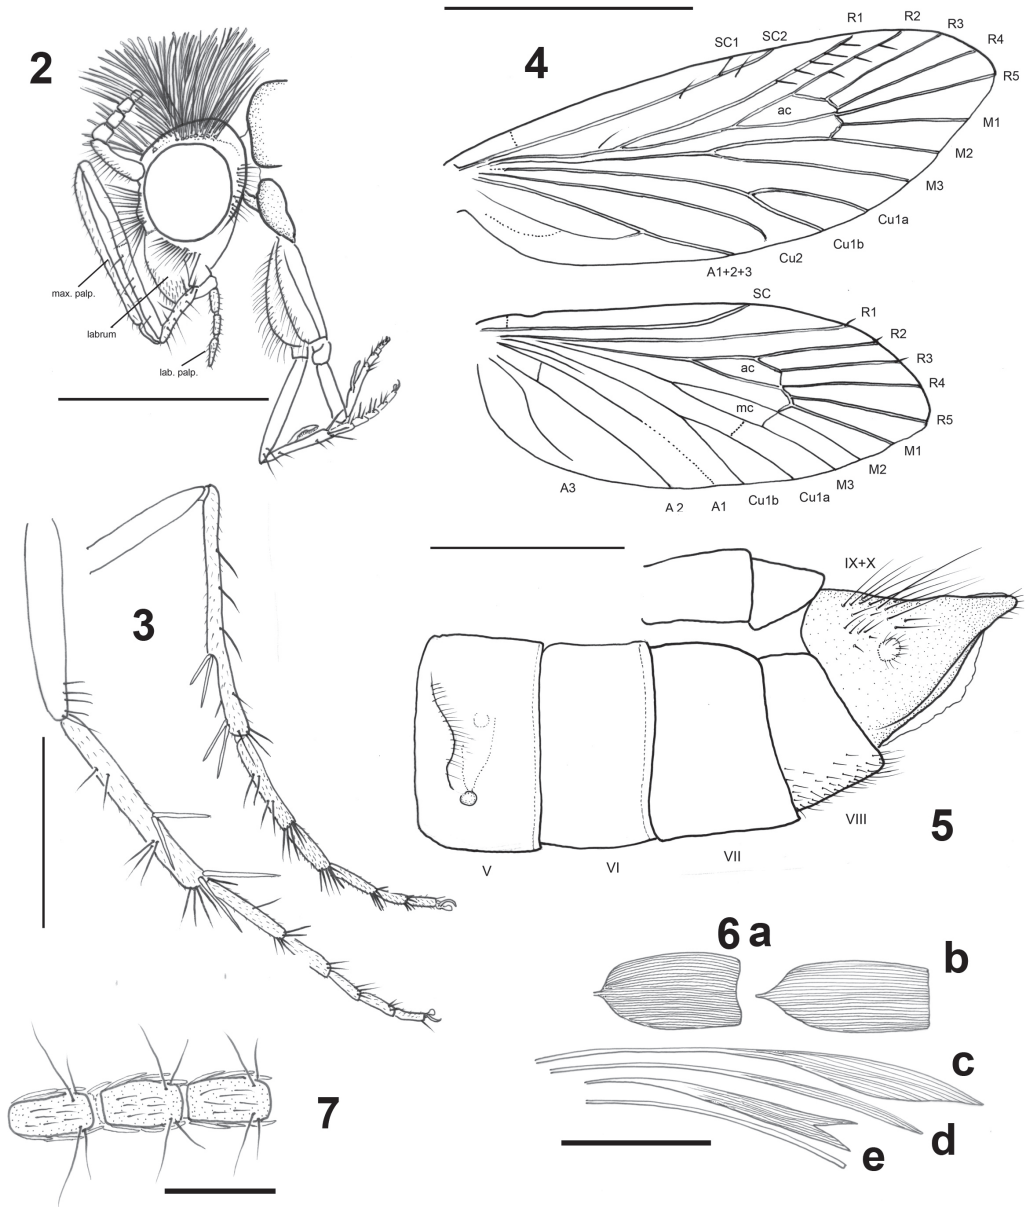 2
max. palp.
labrum
lab. palp.
4
SC1 SC2 R1 R2 R3
R4
R5
ac
M1
M2
M3
Cu1a
Cu1b
Cu2
A1+2+3
SC
R1
R2
R3
R4
R5
ac
mc
M1
M2
M3
Cu1a
Cu1b
A1
A 2
A3
3
IX+X
5
V VI VII VIII
6 a
b
c
d
e
7